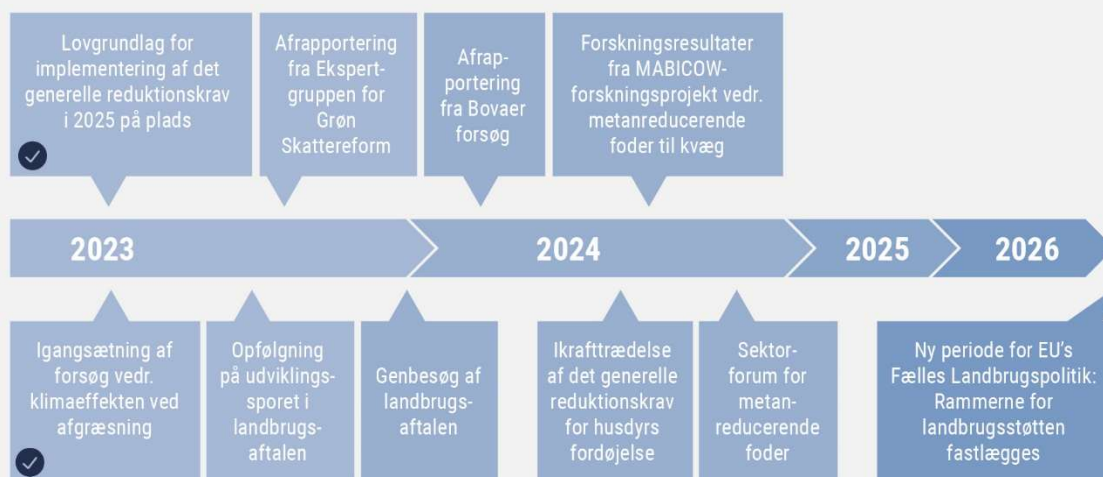 Lovgrundlag for
implementering af det
generelle reduktionskrav
i 2025 på plads
Afrapportering
fra Ekspert-
gruppen for
Grøn
Skattereform
Afrap-
portering
fra Bovaer
forsøg
Forskningsresultater
fra MABICOW-
forskningsprojekt vedr.
metanreducerende
foder til kvæg
2023
2024
2025
2026
Igangsætning af
forsøg vedr.
klimaeffekten ved
afgræsning
Opfølgning
på udviklings-
sporet i
landbrugs-
aftalen
Genbesøg af
landbrugs-
aftalen
Ikrafttrædelse
af det generelle
reduktionskrav
for husdyrs
fordøjelse
Sektor-
forum for
metan-
reducerende
foder
Ny periode for EU's
Fælles Landbrugspolitik:
Rammerne for
landbrugsstøtten
fastlægges